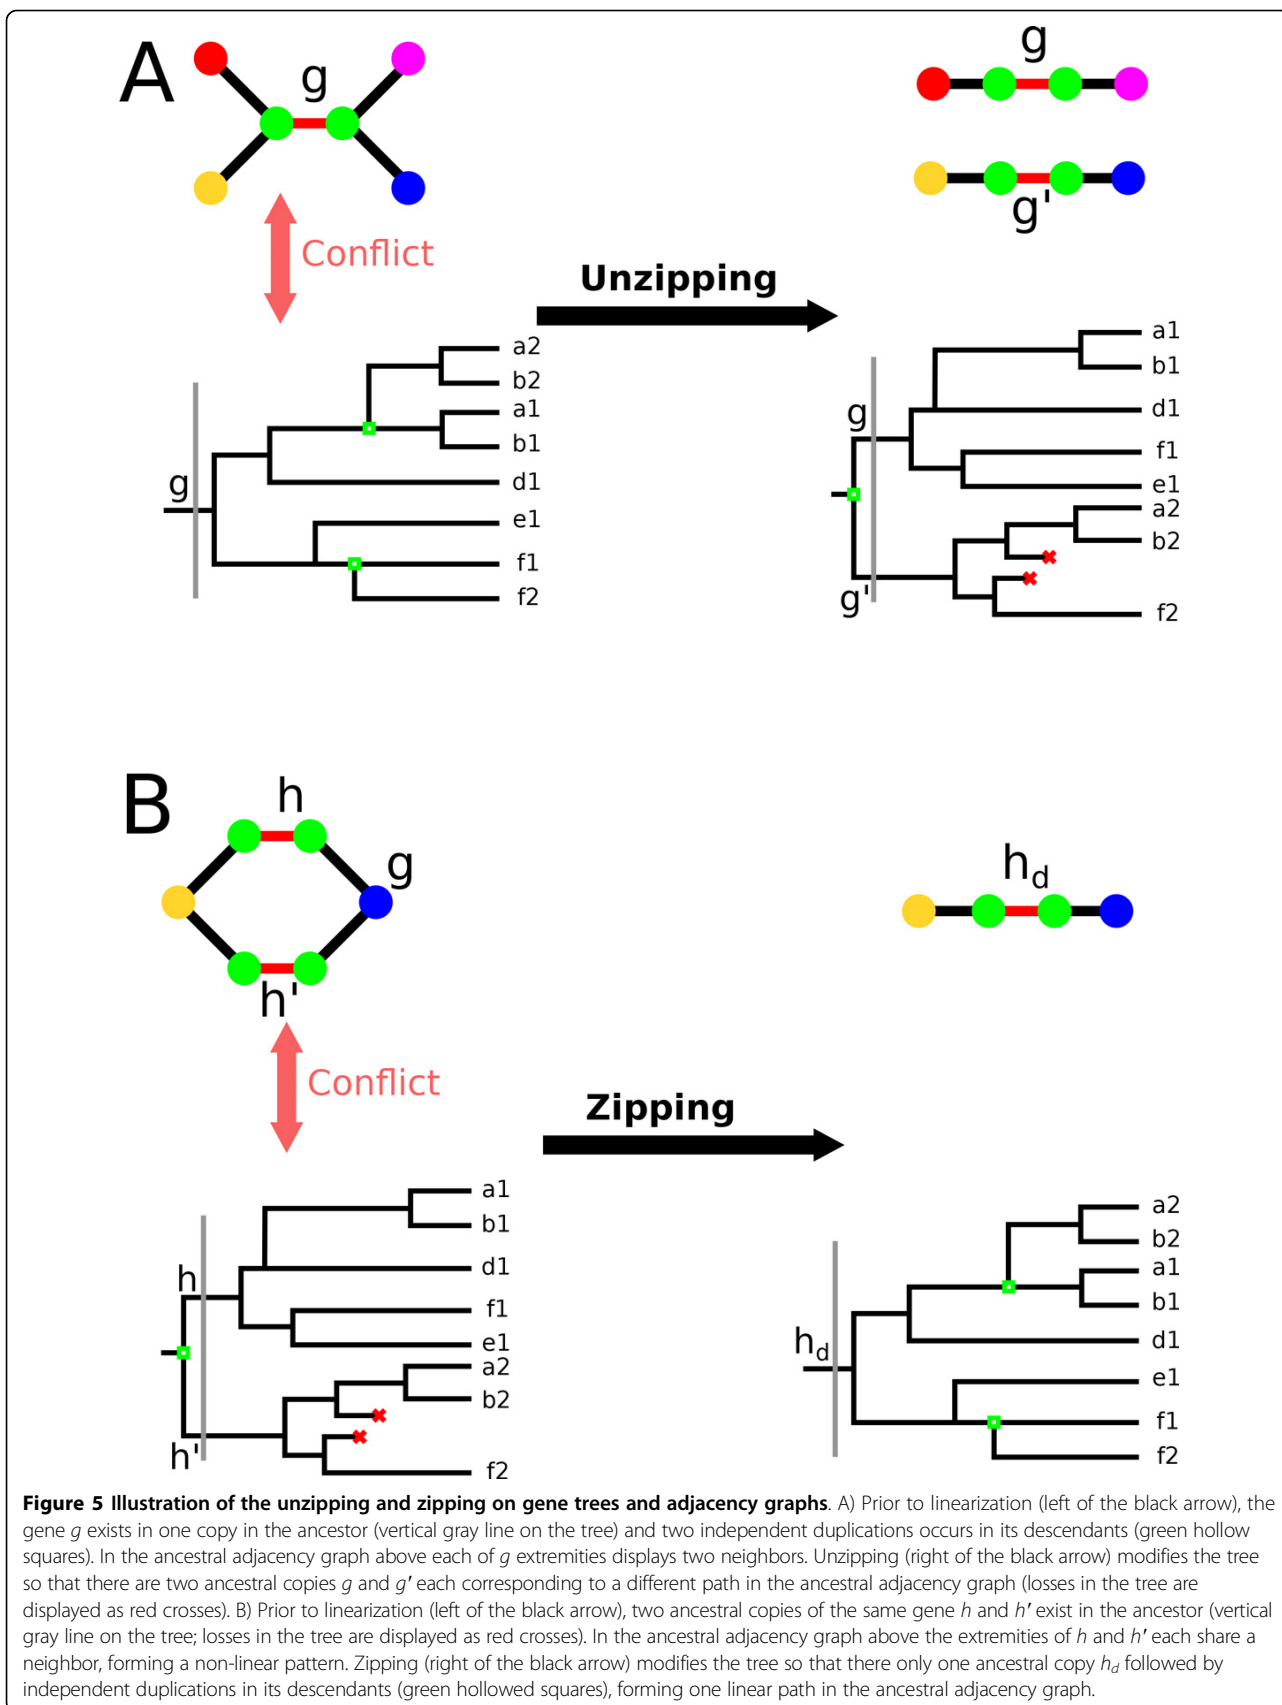 A
g
g
g'
Conflict
Unzipping
g
a2
b2
a1
b1
d1
e1
f1
f2
g
g'
a1
b1
d1
f1
e1
a2
b2
f2
B
h
g
h'
h_d
Conflict
Zipping
h
h'
a1
b1
d1
f1
e1
a2
b2
f2
h_d
a2
b2
a1
b1
d1
e1
f1
f2
Figure 5 Illustration of the unzipping and zipping on gene trees and adjacency graphs. A) Prior to linearization (left of the black arrow), the
gene g exists in one copy in the ancestor (vertical gray line on the tree) and two independent duplications occurs in its descendants (green hollow
squares). In the ancestral adjacency graph above each of g extremities displays two neighbors. Unzipping (right of the black arrow) modifies the tree
so that there are two ancestral copies g and g' each corresponding to a different path in the ancestral adjacency graph (losses in the tree are
displayed as red crosses). B) Prior to linearization (left of the black arrow), two ancestral copies of the same gene h and h' exist in the ancestor (vertical
gray line on the tree; losses in the tree are displayed as red crosses). In the ancestral adjacency graph above the extremities of h and h' each share a
neighbor, forming a non-linear pattern. Zipping (right of the black arrow) modifies the tree so that there only one ancestral copy h_d followed by
independent duplications in its descendants (green hollowed squares), forming one linear path in the ancestral adjacency graph.